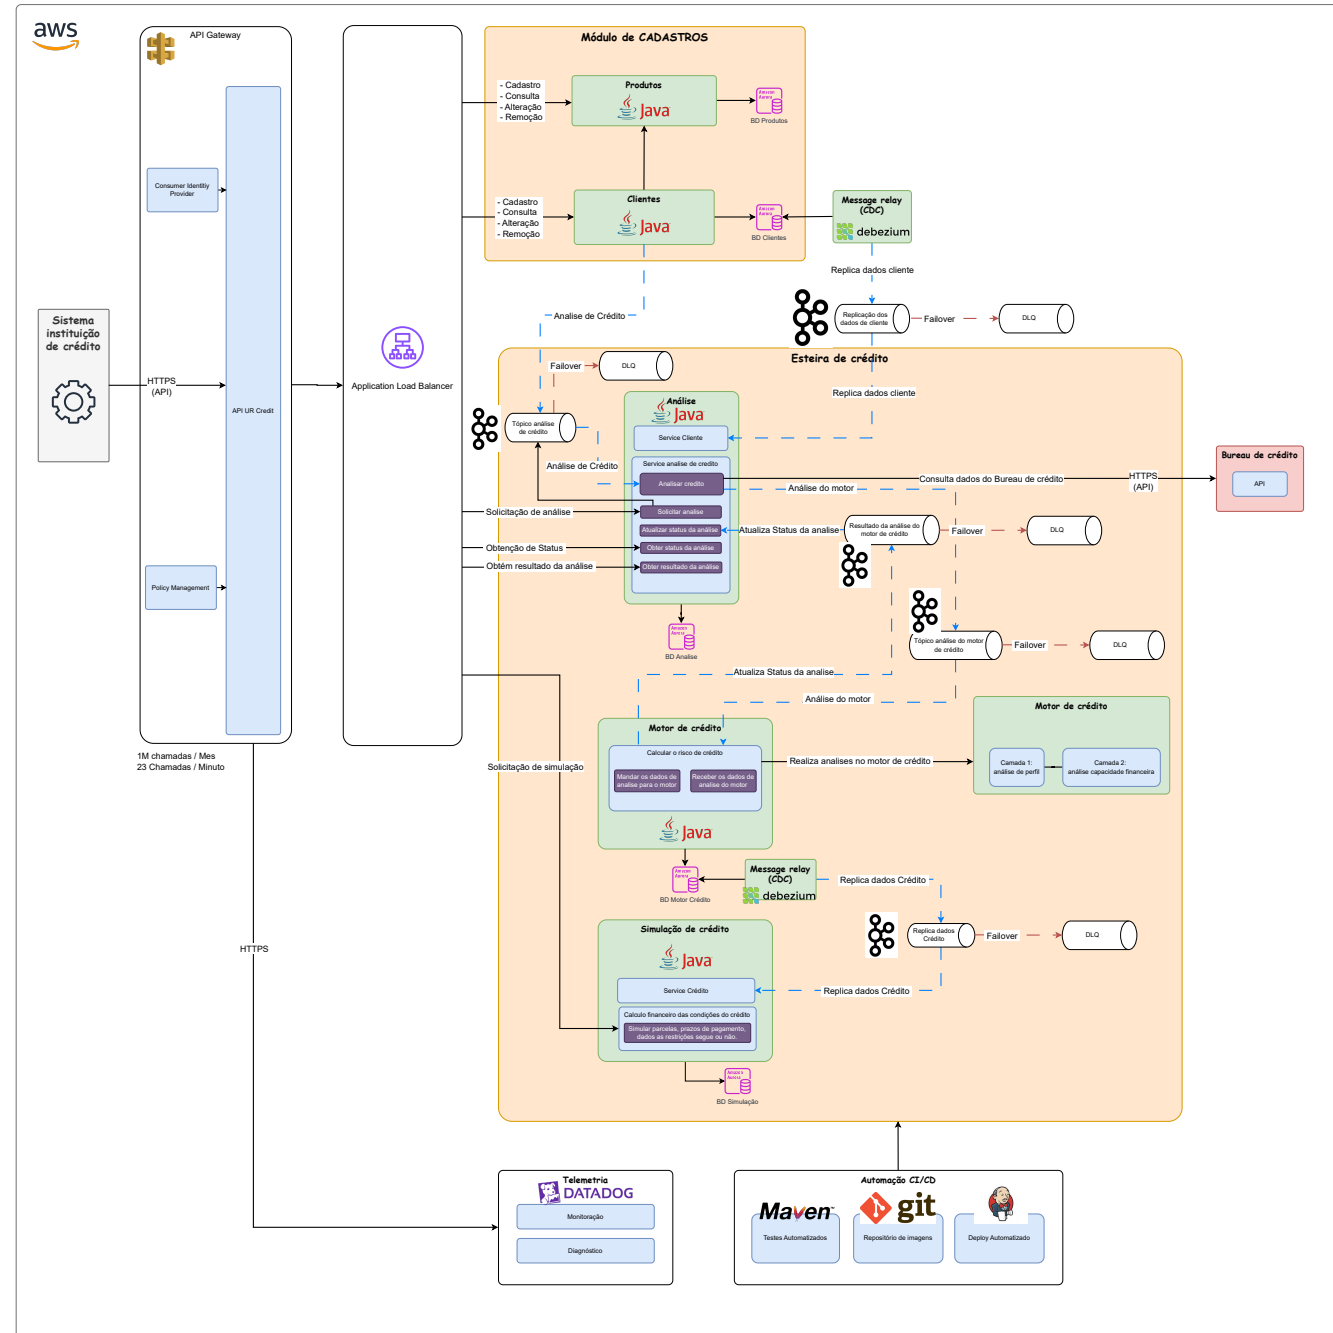 aws
API Gateway
Consumer Identitiy
Provider
API UR Credit
Policy Management
1M chamadas / Mes
23 Chamadas / Minuto
Sistema
instituição
de crédito
HTTPS
(API)
Application Load Balancer
Módulo de CADASTROS
- Cadastro
- Consulta
- Alteração
- Remoção
Produtos
Java
Amazon
Aurora
BD Produtos
- Cadastro
- Consulta
- Alteração
- Remoção
Clientes
Java
Amazon
Aurora
BD Clientes
Message relay
(CDC)
debezium
Replica dados cliente
Analise de Crédito
Replicação dos
dados de cliente
Failover
DLQ
Esteira de crédito
Failover
DLQ
Replica dados cliente
Tópico análise
de crédito
Análise de Crédito
Análise
Java
Service Cliente
Service analise de credito
Analisar credito
Solicitar analise
Atualizar status da análise
Obter status da análise
Obter resultado da análise
Solicitação de análise
Obtenção de Status
Obtém resultado da análise
Consulta dados do Bureau de crédito
HTTPS
(API)
Bureau de crédito
API
Análise do motor
Atualiza Status da analise
Resultado da análise do
motor de crédito
Failover
DLQ
Amazon
Aurora
BD Analise
Tópico análise do motor
de crédito
Failover
DLQ
Atualiza Status da analise
Análise do motor
Motor de crédito
Calcular o risco de crédito
Mandar os dados de
analise para o motor
Receber os dados de
analise do motor
Java
Realiza analises no motor de crédito
Motor de crédito
Camada 1:
análise de perfil
Camada 2:
análise capacidade financeira
Solicitação de simulação
Amazon
Aurora
BD Motor Crédito
Message relay
(CDC)
debezium
Replica dados Crédito
Replica dados
Crédito
Failover
DLQ
Replica dados Crédito
Simulação de crédito
Java
Service Crédito
Calculo financeiro das condições do crédito
Simular parcelas, prazos de pagamento,
dados as restrições segue ou não.
Amazon
Aurora
BD Simulação
HTTPS
Telemetria
DATADOG
Monitoração
Diagnóstico
Automação CI/CD
Maven
Testes Automatizados
git
Repositório de imagens
Deploy Automatizado